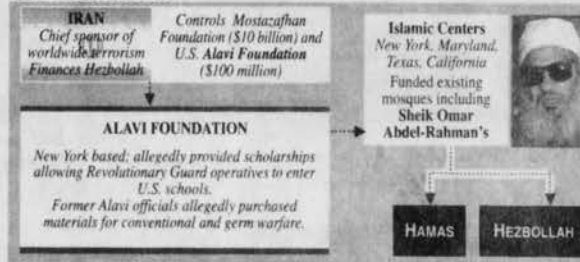 IRAN
Chief sponsor of
worldwide terrorism
Finances Hezbollah
Controls Mostazafhan
Foundation ($10 billion) and
U.S. Alavi Foundation
($100 million)
ALAVI FOUNDATION
New York based; allegedly provided scholarships
allowing Revolutionary Guard operatives to enter
U.S. schools.
Former Alavi officials allegedly purchased
materials for conventional and germ warfare.
Islamic Centers
New York, Maryland,
Texas, California
Funded existing
mosques including
Sheik Omar
Abdel-Rahman's
HAMAS
HEZBOLLAH